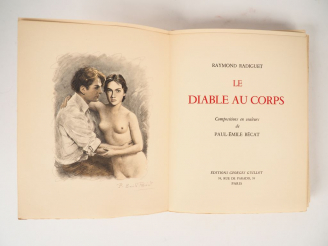 RAYMOND RADIGUET
LE
DIABLE AU CORPS
Compositions en couleurs
de
PAUL-ÉMILE BÉCAT
ÉDITIONS GEORGES GUILLOT
PARIS